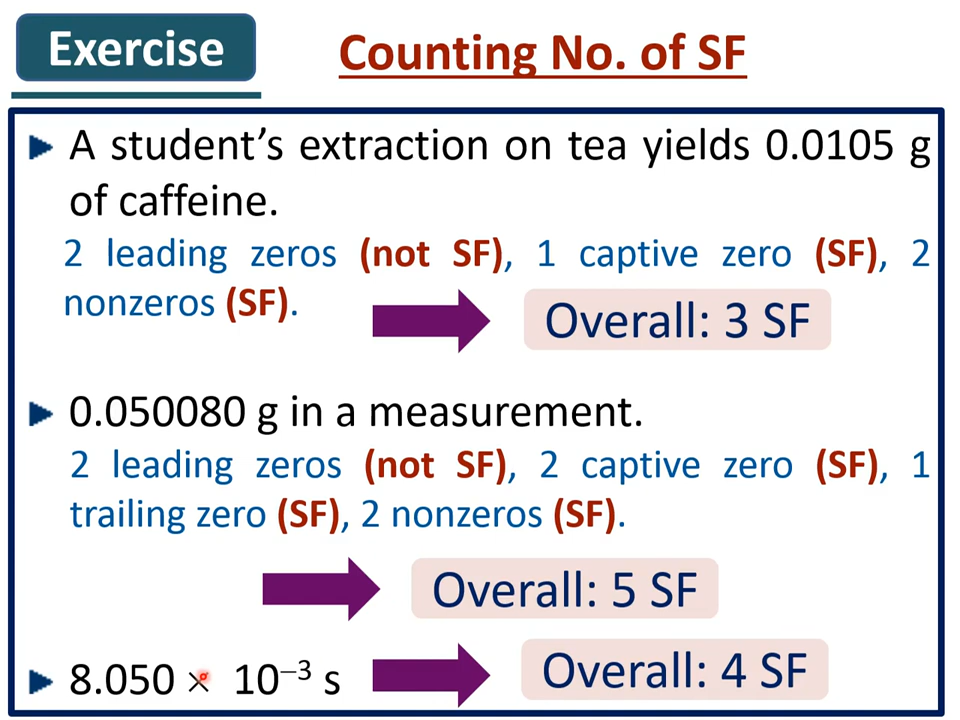 Exercise
Counting No. of SF
A student’s extraction on tea yields 0.0105 g
of caffeine.
2 leading zeros (not SF), 1 captive zero (SF), 2
nonzeros (SF).
Overall: 3 SF
0.050080 g in a measurement.
2 leading zeros (not SF), 2 captive zero (SF), 1
trailing zero (SF), 2 nonzeros (SF).
Overall: 5 SF
8.050 × 10⁻³ s
Overall: 4 SF